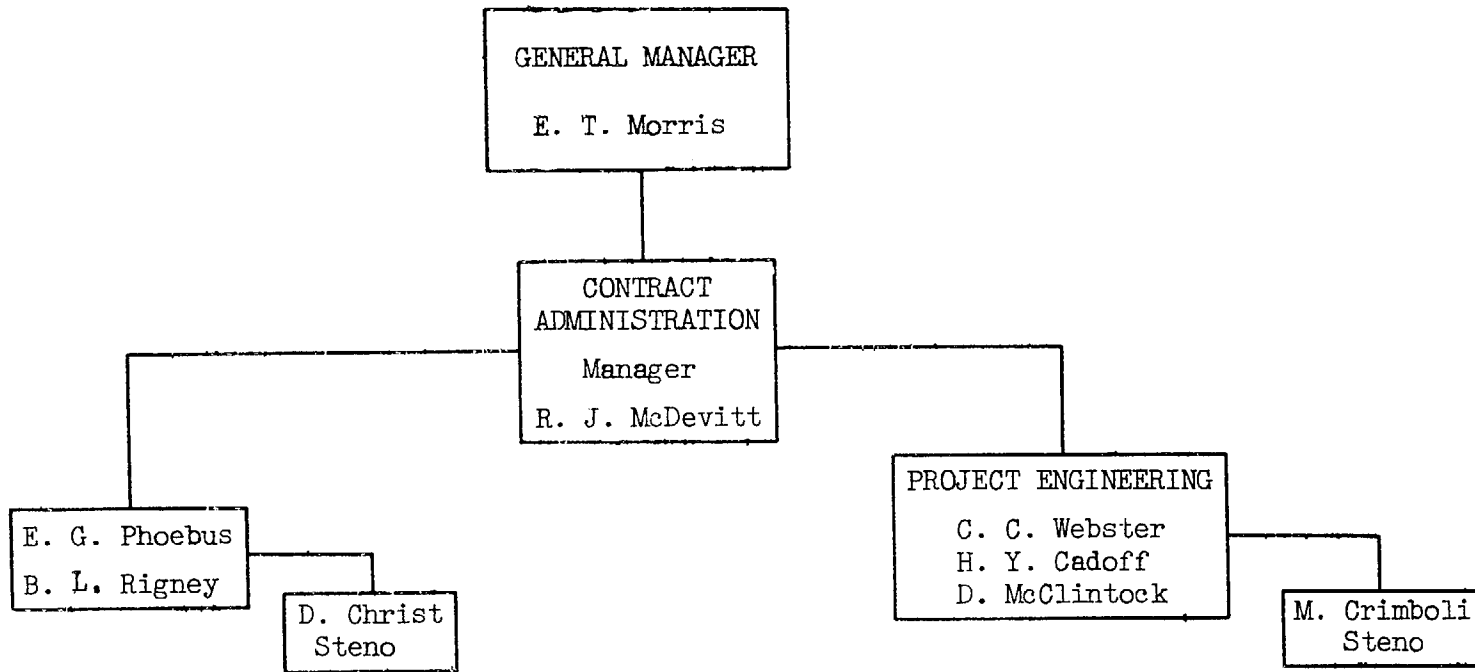 GENERAL MANAGER
E. T. Morris
CONTRACT
ADMINISTRATION
Manager
R. J. McDevitt
E. G. Phoebus
B. L. Rigney
D. Christ
Steno
PROJECT ENGINEERING
C. C. Webster
H. Y. Cadoff
D. McClintock
M. Crimboli
Steno